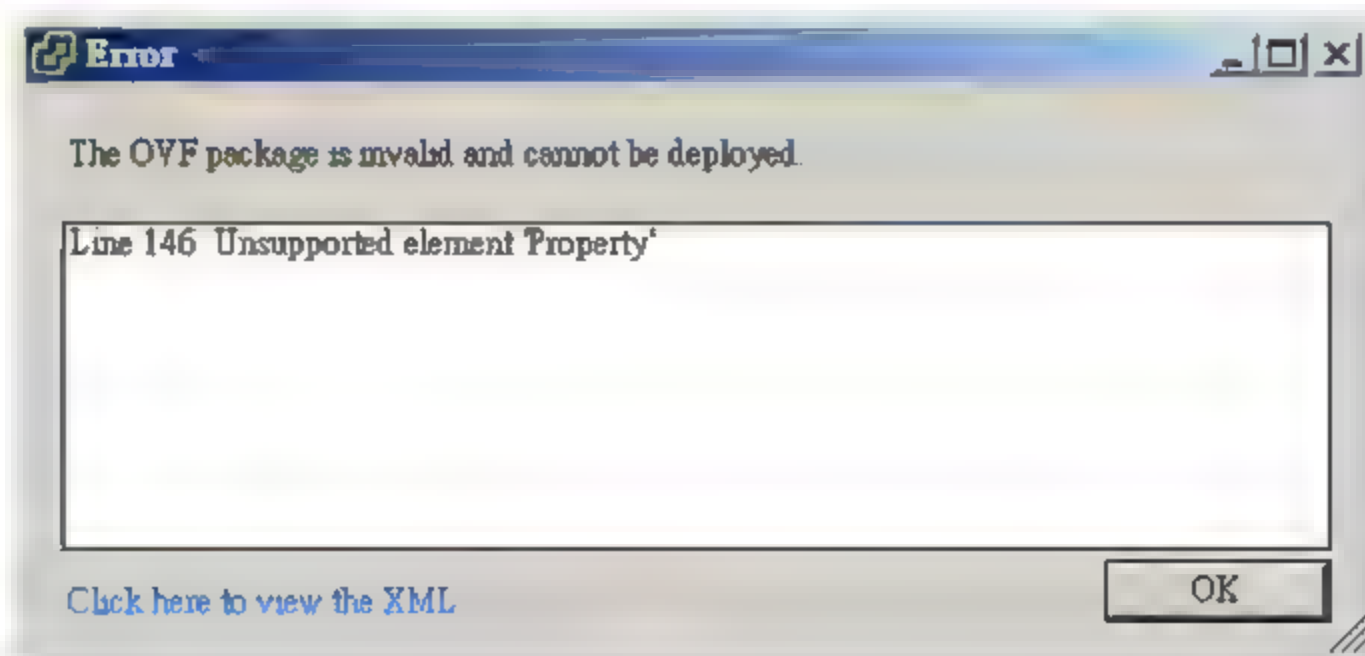 Error
The OVF package is invalid and cannot be deployed.
Line 146 Unsupported element 'Property'
Click here to view the XML
OK